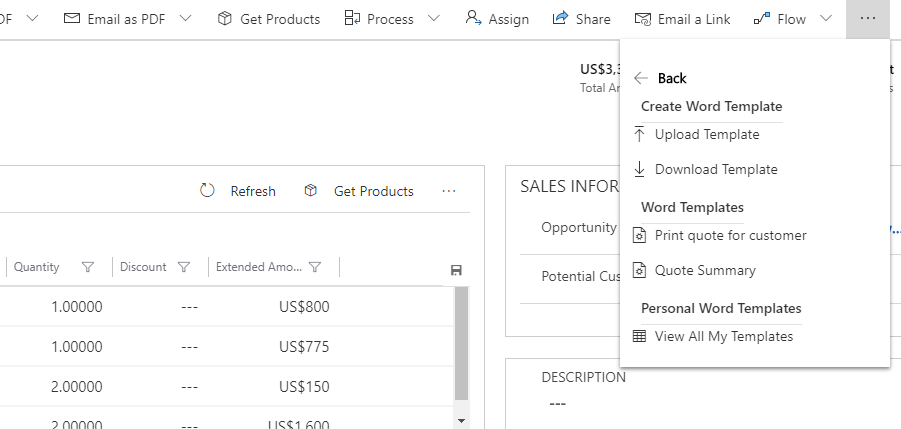 DF Email as PDF Get Products Process Assign Share Email a Link Flow ...
US$3,3
Total Ar
Back
Create Word Template
Upload Template
Download Template
Word Templates
Print quote for customer
Quote Summary
Personal Word Templates
View All My Templates
Refresh Get Products ...
Quantity Discount Extended Amo...
1.00000 --- US$800
1.00000 --- US$775
2.00000 --- US$150
2.00000 --- US$1,600
SALES INFOR
Opportunity
Potential Cus
DESCRIPTION
---